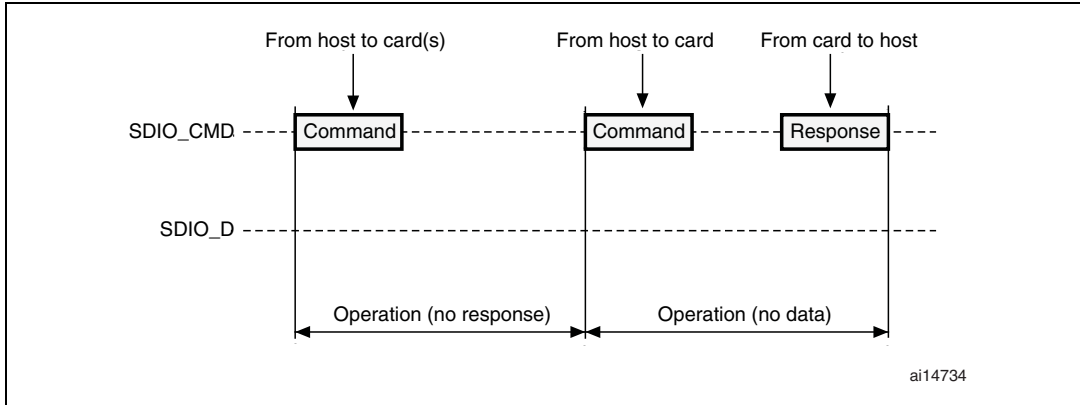 From host to card(s) From host to card From card to host
SDIO_CMD Command Command Response
SDIO_D
Operation (no response) Operation (no data)
ai14734